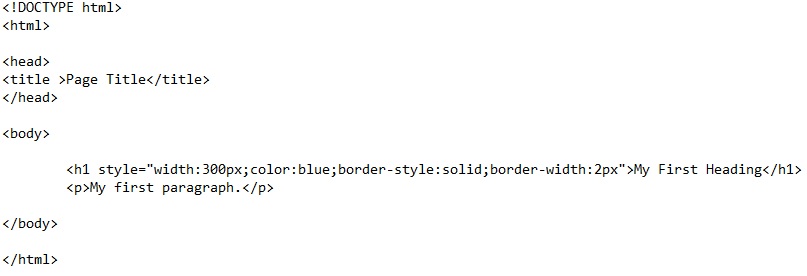 <!DOCTYPE html>
<html>
<head>
<title >Page Title</title>
</head>
<body>
<h1 style="width:300px;color:blue;border-style:solid;border-width:2px">My First Heading</h1>
<p>My first paragraph.</p>
</body>
</html>